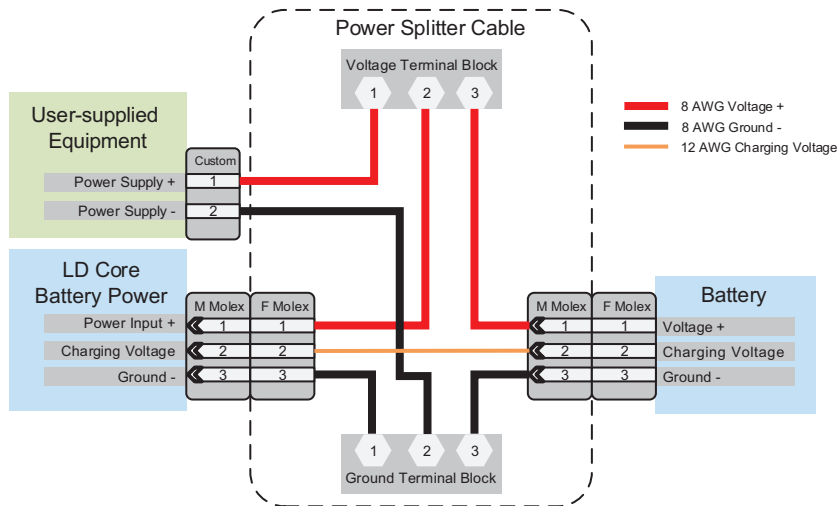 Power Splitter Cable
Voltage Terminal Block
1 2 3
8 AWG Voltage +
8 AWG Ground -
12 AWG Charging Voltage
User-supplied
Equipment
Custom
Power Supply + 1
Power Supply - 2
LD Core
Battery Power
M Molex F Molex
Power Input + 1 1
Charging Voltage 2 2
Ground - 3 3
Battery
M Molex F Molex
1 1 Voltage +
2 2 Charging Voltage
3 3 Ground -
1 2 3
Ground Terminal Block